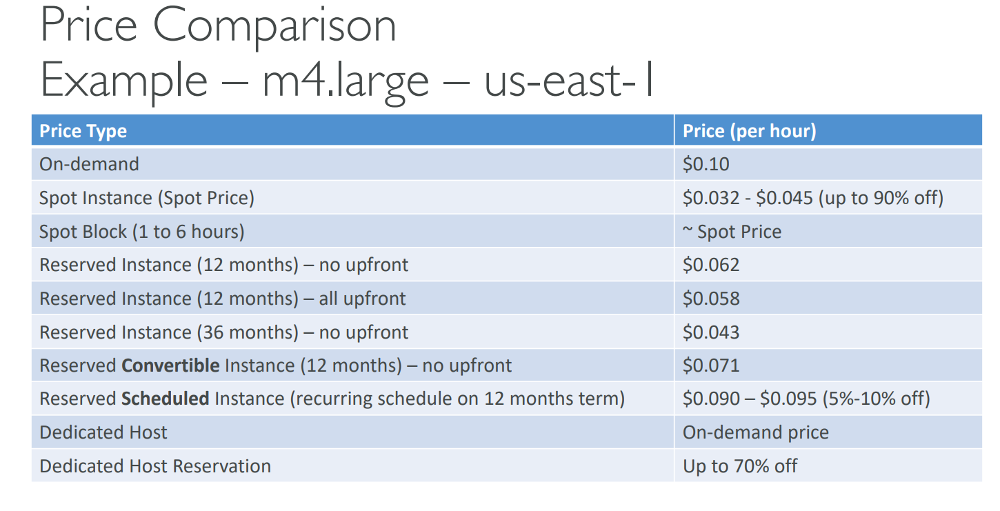 Price Comparison
Example – m4.large – us-east-1
Price Type Price (per hour)
On-demand $0.10
Spot Instance (Spot Price) $0.032 - $0.045 (up to 90% off)
Spot Block (1 to 6 hours) ~ Spot Price
Reserved Instance (12 months) – no upfront $0.062
Reserved Instance (12 months) – all upfront $0.058
Reserved Instance (36 months) – no upfront $0.043
Reserved Convertible Instance (12 months) – no upfront $0.071
Reserved Scheduled Instance (recurring schedule on 12 months term) $0.090 – $0.095 (5%-10% off)
Dedicated Host On-demand price
Dedicated Host Reservation Up to 70% off